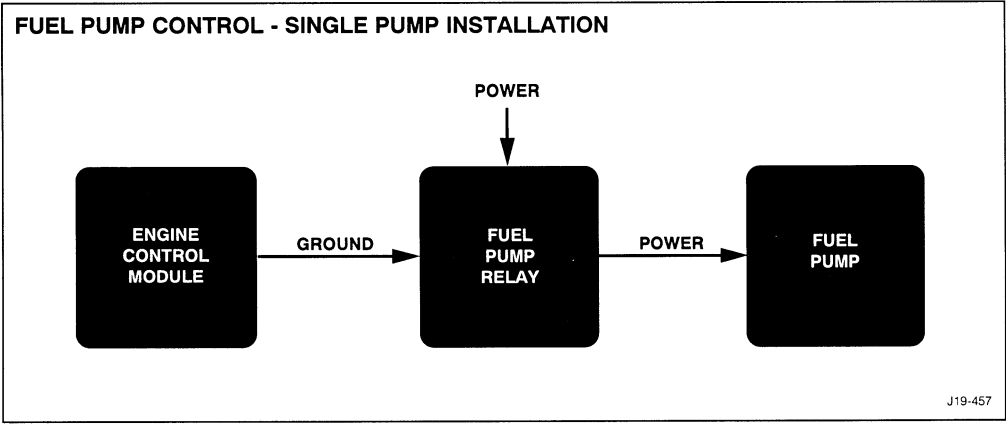 FUEL PUMP CONTROL - SINGLE PUMP INSTALLATION
POWER
ENGINE
CONTROL
MODULE
GROUND
FUEL
PUMP
RELAY
POWER
FUEL
PUMP
J19-457